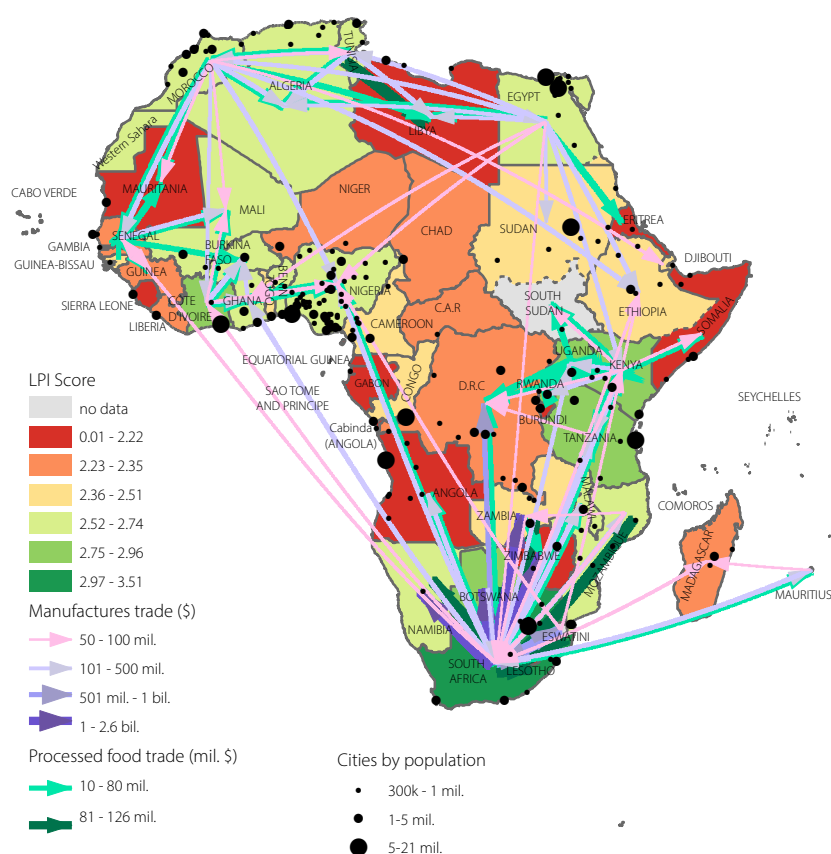 TUNISIA
MOROCCO
ALGERIA
EGYPT
LIBYA
Western Sahara
CABO VERDE
MAURITANIA
NIGER
MALI
CHAD
SUDAN
ERITREA
SENEGAL
GAMBIA
BURKINA
FASO
DJIBOUTI
GUINEA-BISSAU
GUINEA
BENIN
TOGO
NIGERIA
SIERRA LEONE
CÔTE
D'IVOIRE
GHANA
C.A.R
SOUTH
SUDAN
ETHIOPIA
SOMALIA
LIBERIA
CAMEROON
EQUATORIAL GUINEA
UGANDA
KENYA
SAO TOME
AND PRINCIPE
GABON
CONGO
D.R.C
RWANDA
BURUNDI
SEYCHELLES
Cabinda
(ANGOLA)
TANZANIA
ANGOLA
ZAMBIA
MALAWI
COMOROS
ZIMBABWE
MOZAMBIQUE
MADAGASCAR
MAURITIUS
BOTSWANA
NAMIBIA
ESWATINI
SOUTH
AFRICA
LESOTHO
LPI Score
no data
0.01 - 2.22
2.23 - 2.35
2.36 - 2.51
2.52 - 2.74
2.75 - 2.96
2.97 - 3.51
Manufactures trade ($)
50 - 100 mil.
101 - 500 mil.
501 mil. - 1 bil.
1 - 2.6 bil.
Processed food trade (mil. $)
10 - 80 mil.
81 - 126 mil.
Cities by population
300k - 1 mil.
1-5 mil.
5-21 mil.